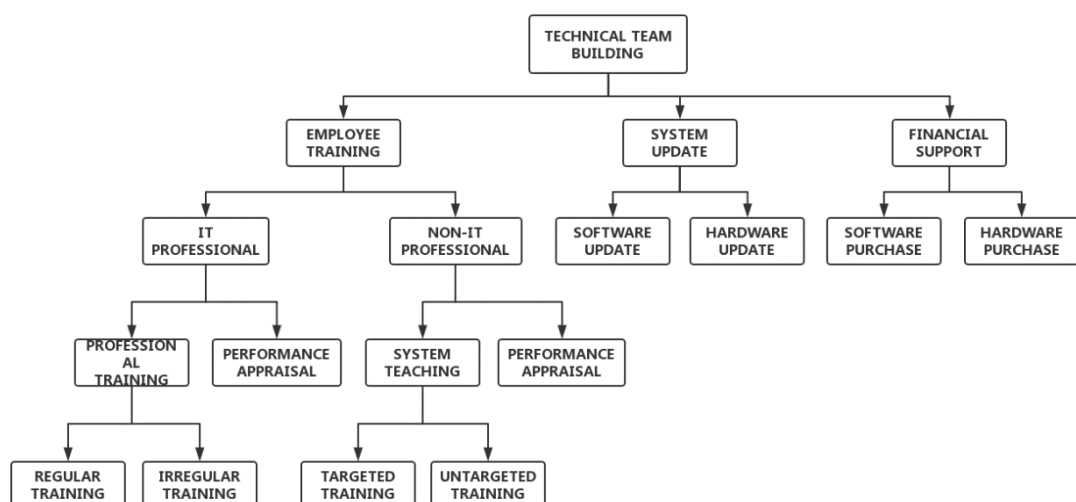 TECHNICAL TEAM
BUILDING
EMPLOYEE
TRAINING
SYSTEM
UPDATE
FINANCIAL
SUPPORT
IT
PROFESSIONAL
NON-IT
PROFESSIONAL
SOFTWARE
UPDATE
HARDWARE
UPDATE
SOFTWARE
PURCHASE
HARDWARE
PURCHASE
PROFESSION
AL
TRAINING
PERFORMANCE
APPRAISAL
SYSTEM
TEACHING
PERFORMANCE
APPRAISAL
REGULAR
TRAINING
IRREGULAR
TRAINING
TARGETED
TRAINING
UNTARGETED
TRAINING